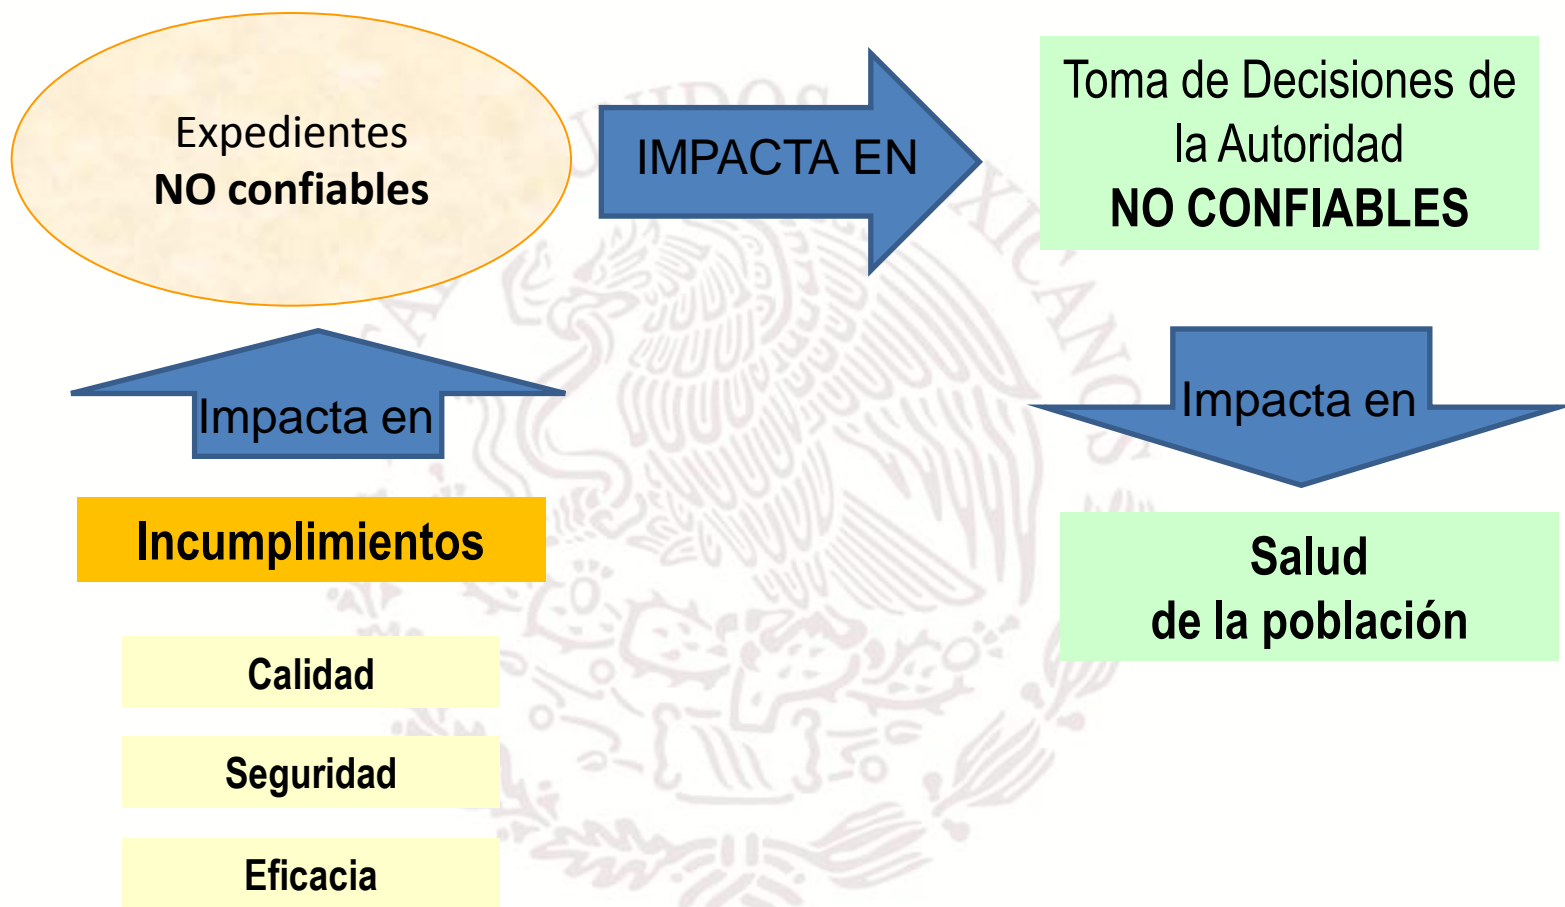 Expedientes
NO confiables
IMPACTA EN
Toma de Decisiones de
la Autoridad
NO CONFIABLES
Impacta en
Impacta en
Incumplimientos
Salud
de la población
Calidad
Seguridad
Eficacia